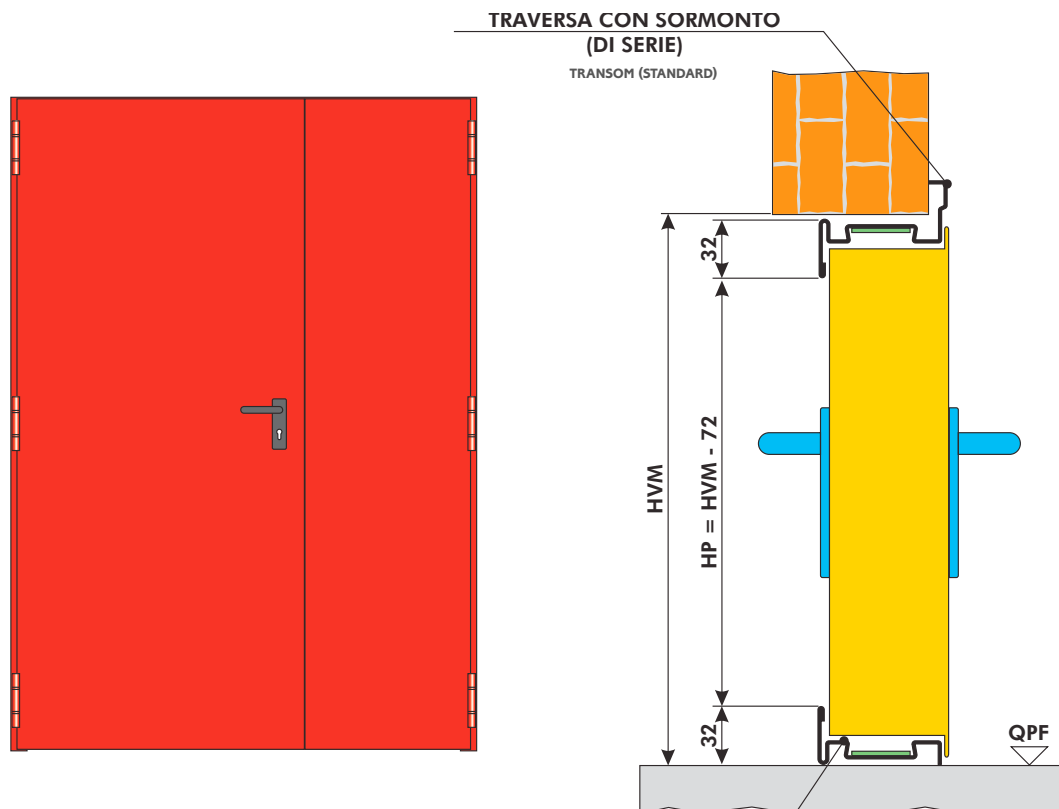 TRAVERSA CON SORMONTO
(DI SERIE)
TRANSOM (STANDARD)
32
HVM
HP = HVM - 72
32
QPF